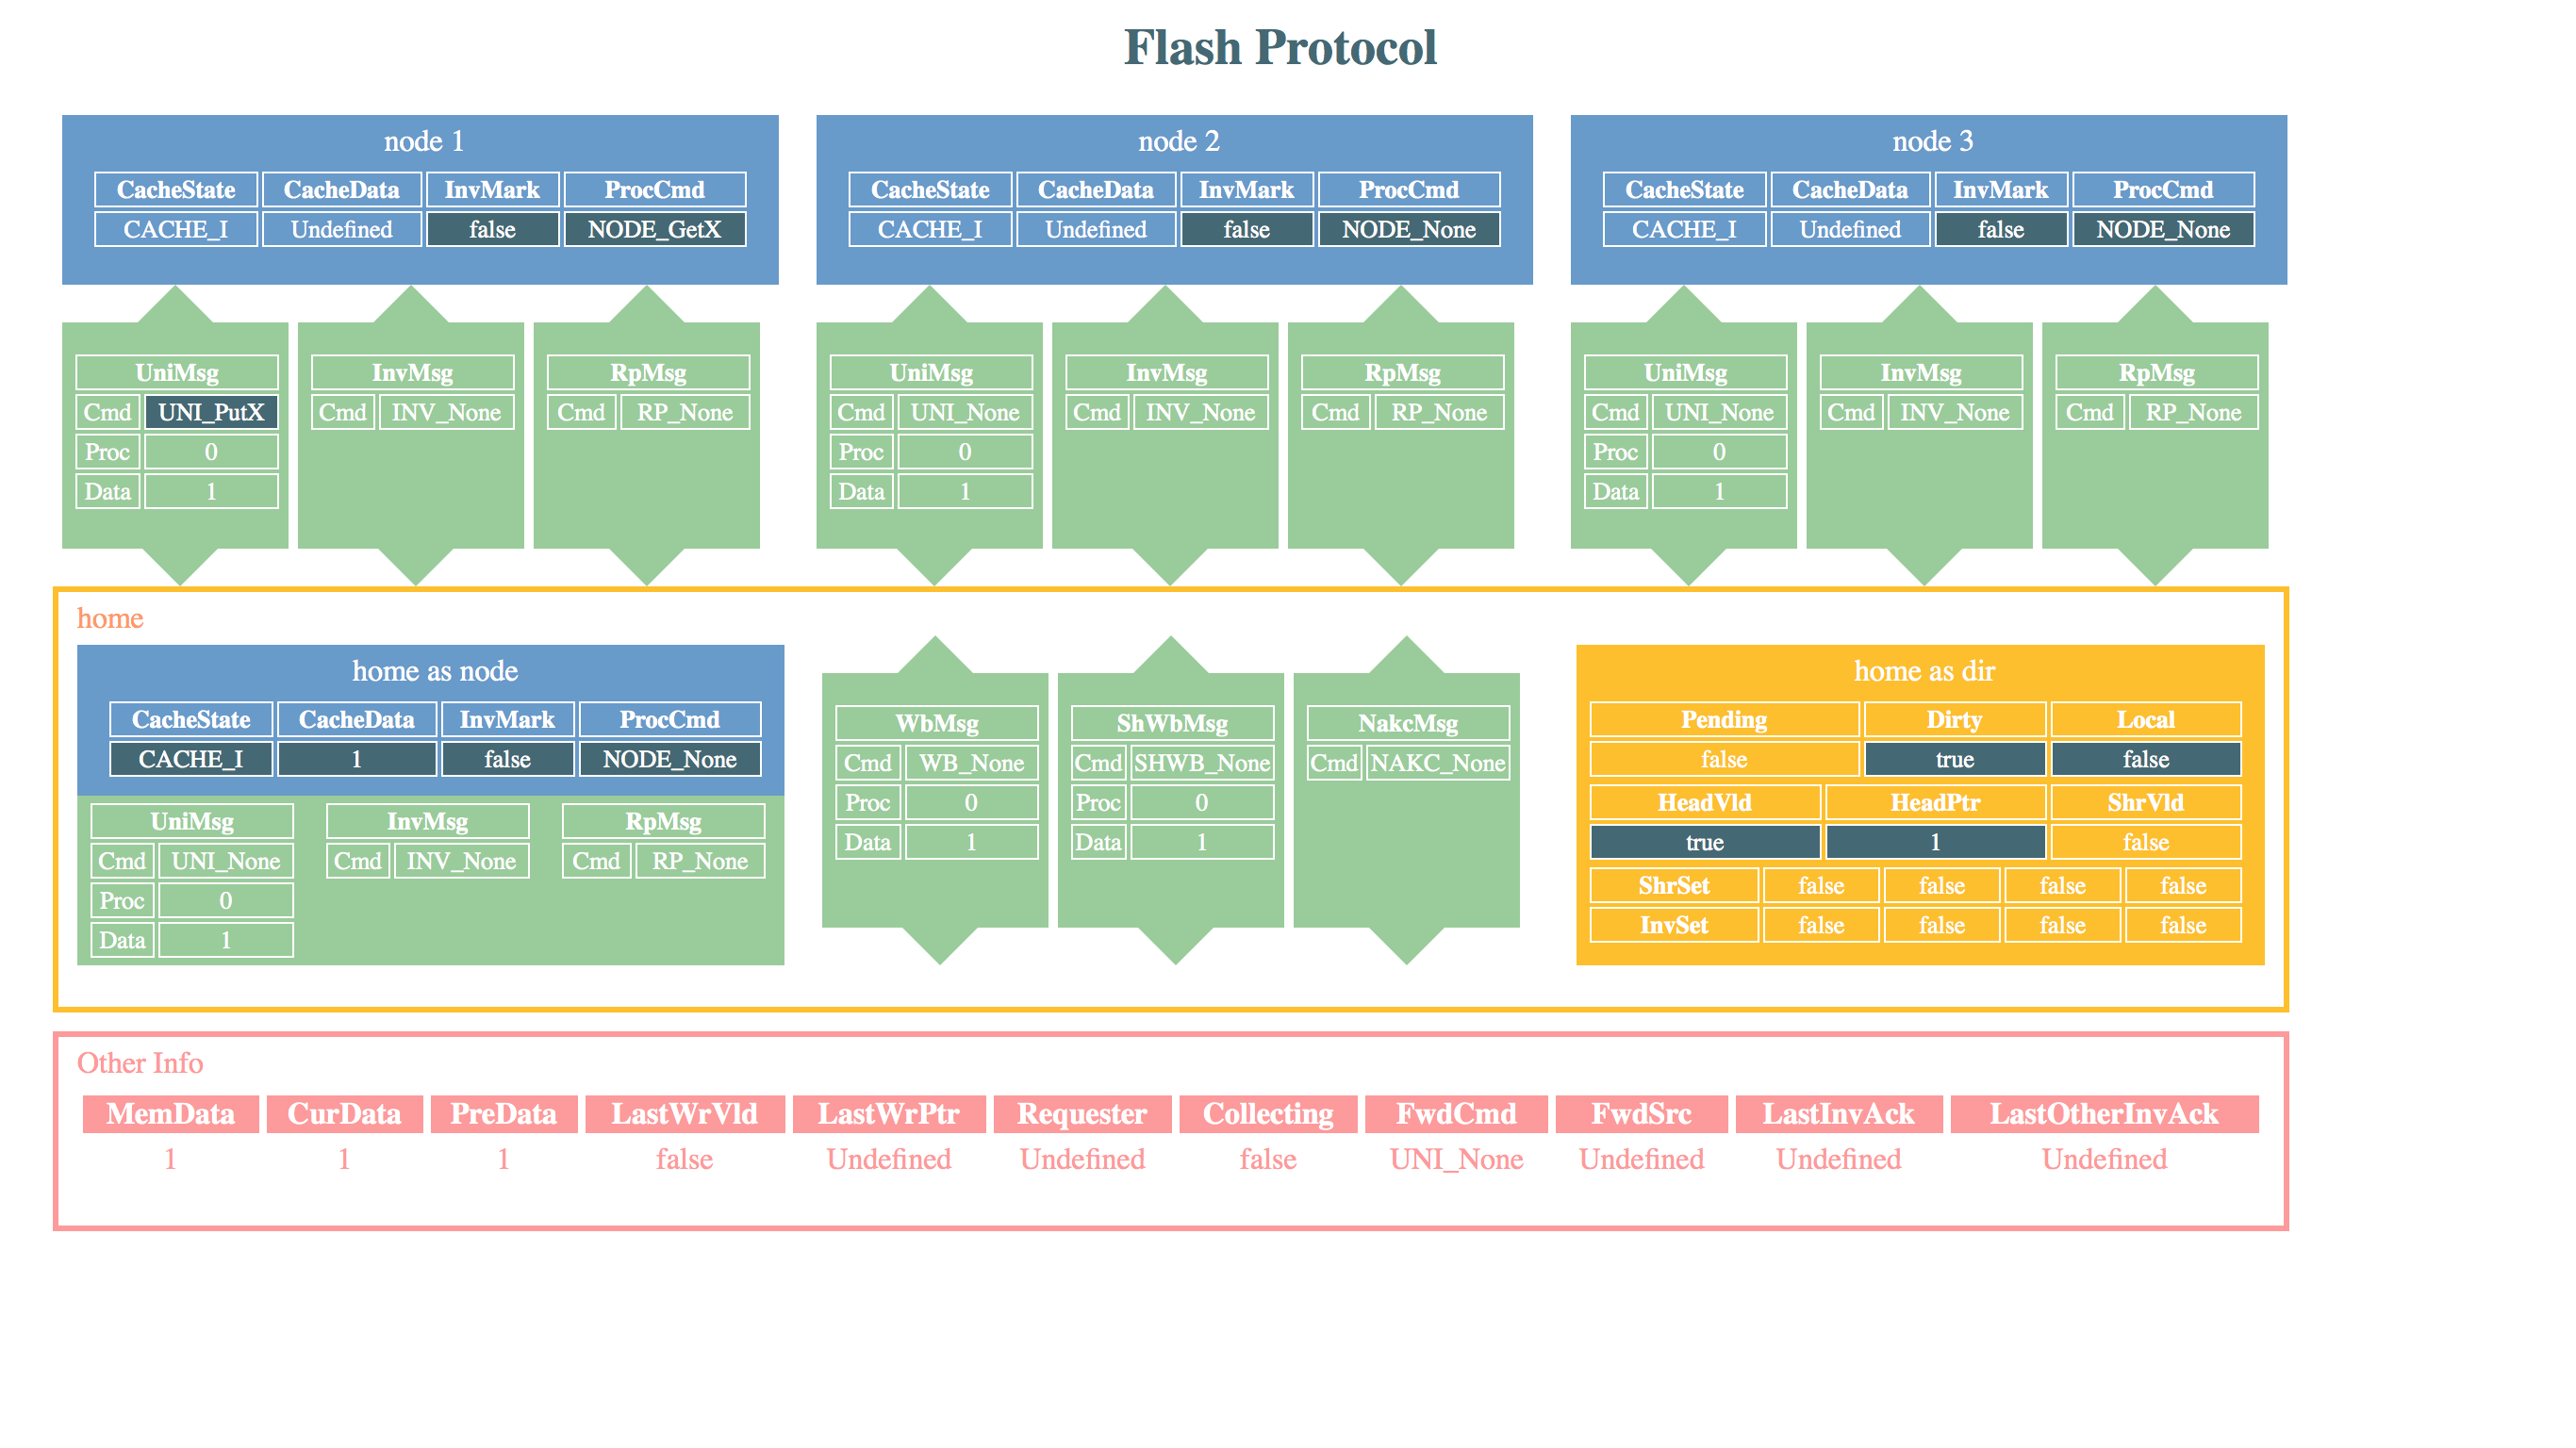 Flash Protocol
node 1
CacheState CacheData InvMark ProcCmd
CACHE_I Undefined false NODE_GetX
UniMsg
Cmd UNI_PutX
Proc 0
Data 1
InvMsg
Cmd INV_None
RpMsg
Cmd RP_None
node 2
CacheState CacheData InvMark ProcCmd
CACHE_I Undefined false NODE_None
UniMsg
Cmd UNI_None
Proc 0
Data 1
InvMsg
Cmd INV_None
RpMsg
Cmd RP_None
node 3
CacheState CacheData InvMark ProcCmd
CACHE_I Undefined false NODE_None
UniMsg
Cmd UNI_None
Proc 0
Data 1
InvMsg
Cmd INV_None
RpMsg
Cmd RP_None
home
home as node
CacheState CacheData InvMark ProcCmd
CACHE_I 1 false NODE_None
UniMsg
Cmd UNI_None
Proc 0
Data 1
InvMsg
Cmd INV_None
RpMsg
Cmd RP_None
WbMsg
Cmd WB_None
Proc 0
Data 1
ShWbMsg
Cmd SHWB_None
Proc 0
Data 1
NakcMsg
Cmd NAKC_None
home as dir
Pending Dirty Local
false true false
HeadVld HeadPtr ShrVld
true 1 false
ShrSet false false false false
InvSet false false false false
Other Info
MemData CurData PreData LastWrVld LastWrPtr Requester Collecting FwdCmd FwdSrc LastInvAck LastOtherInvAck
1 1 1 false Undefined Undefined false UNI_None Undefined Undefined Undefined